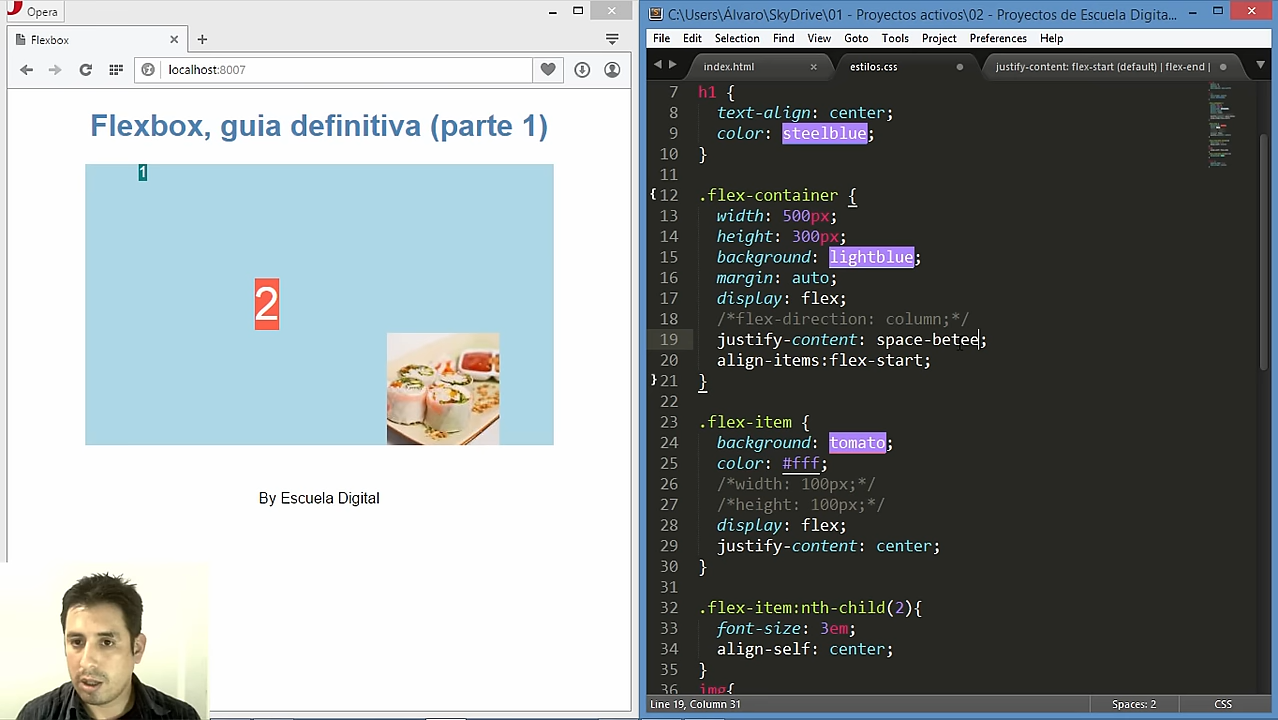 Opera
Flexbox
localhost:8007
Flexbox, guia definitiva (parte 1)
1
2
By Escuela Digital
C:\Users\Álvaro\SkyDrive\01 - Proyectos activos\02 - Proyectos de Escuela Digita...
File Edit Selection Find View Goto Tools Project Preferences Help
index.html estilos.css justify-content: flex-start (default) | flex-end |
7 h1 {
8 text-align: center;
9 color: steelblue;
10 }
11
12 .flex-container {
13 width: 500px;
14 height: 300px;
15 background: lightblue;
16 margin: auto;
17 display: flex;
18 /*flex-direction: column;*/
19 justify-content: space-betee;
20 align-items:flex-start;
21 }
22
23 .flex-item {
24 background: tomato;
25 color: #fff;
26 /*width: 100px;*/
27 /*height: 100px;*/
28 display: flex;
29 justify-content: center;
30 }
31
32 .flex-item:nth-child(2){
33 font-size: 3em;
34 align-self: center;
35 }
36 img{
Line 19, Column 31 Spaces: 2 CSS